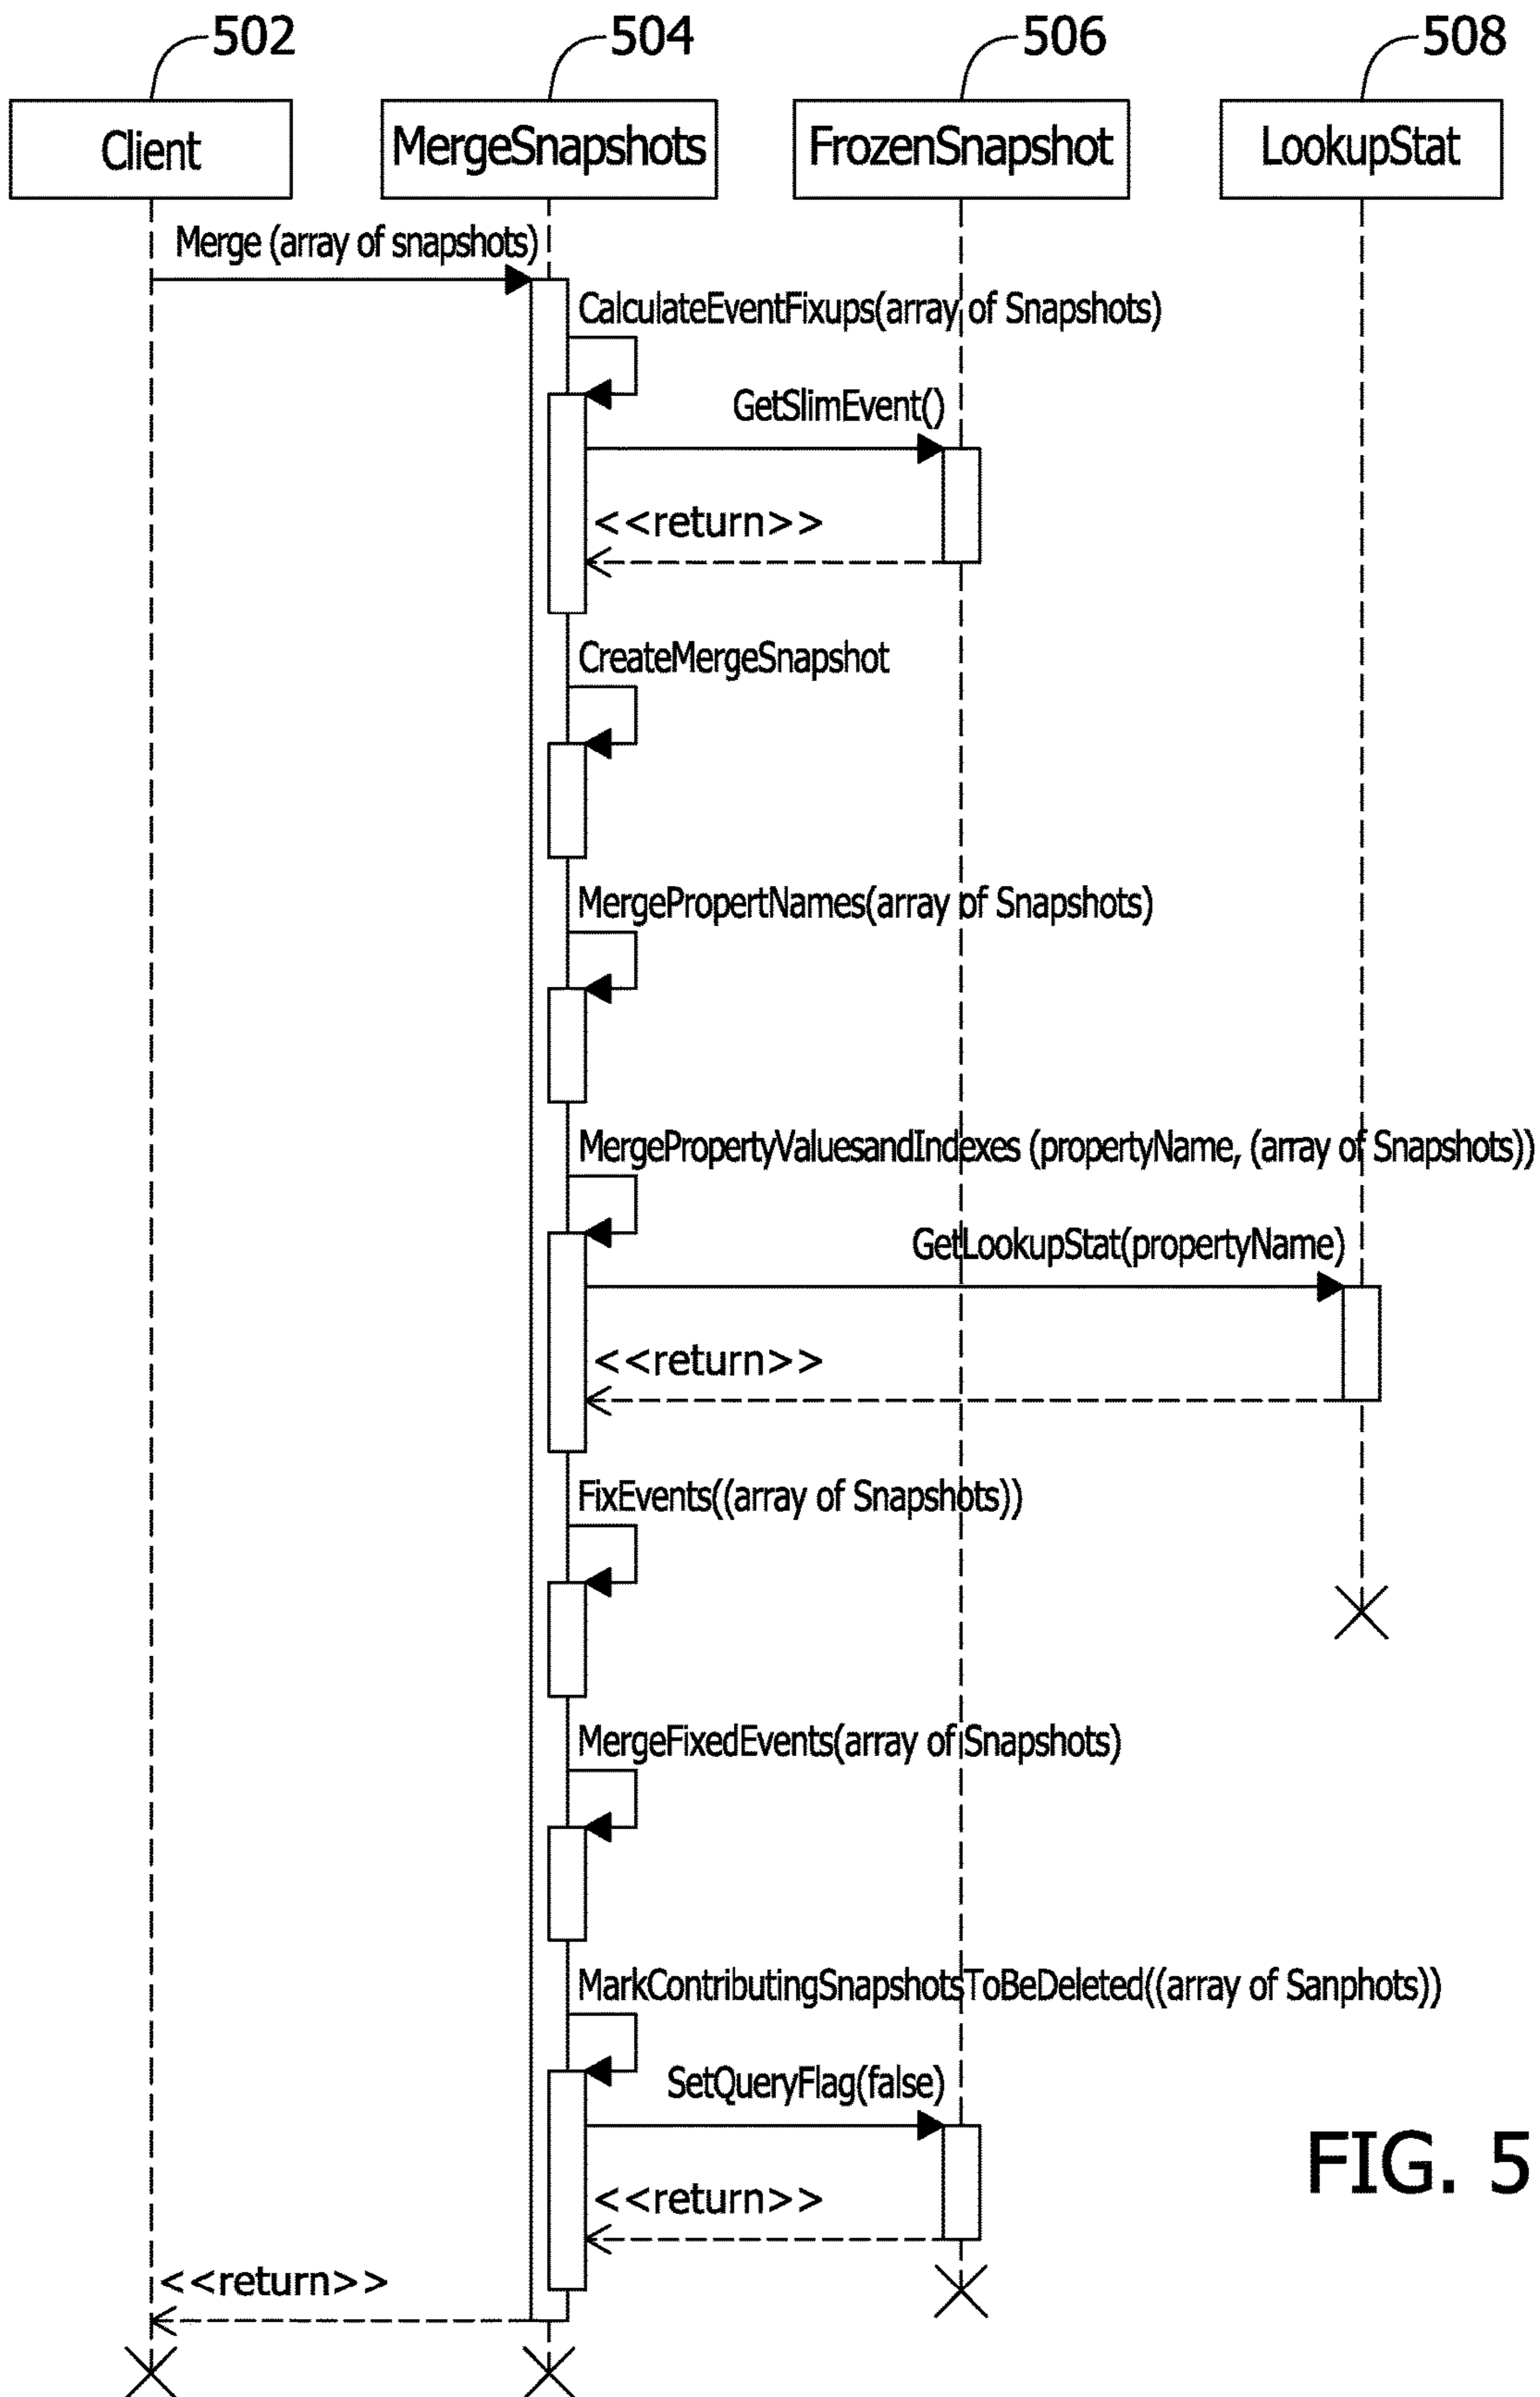 502
504
506
508
Client
MergeSnapshots
FrozenSnapshot
LookupStat
Merge (array of snapshots)
CalculateEventFixups(array of Snapshots)
GetSlimEvent()
<<return>>
CreateMergeSnapshot
MergePropertNames(array of Snapshots)
MergePropertyValuesandIndexes (propertyName, (array of Snapshots))
GetLookupStat(propertyName)
<<return>>
FixEvents((array of Snapshots))
MergeFixedEvents(array of Snapshots)
MarkContributingSnapshotsToBeDeleted((array of Sanphots))
SetQueryFlag(false)
<<return>>
<<return>>
FIG. 5